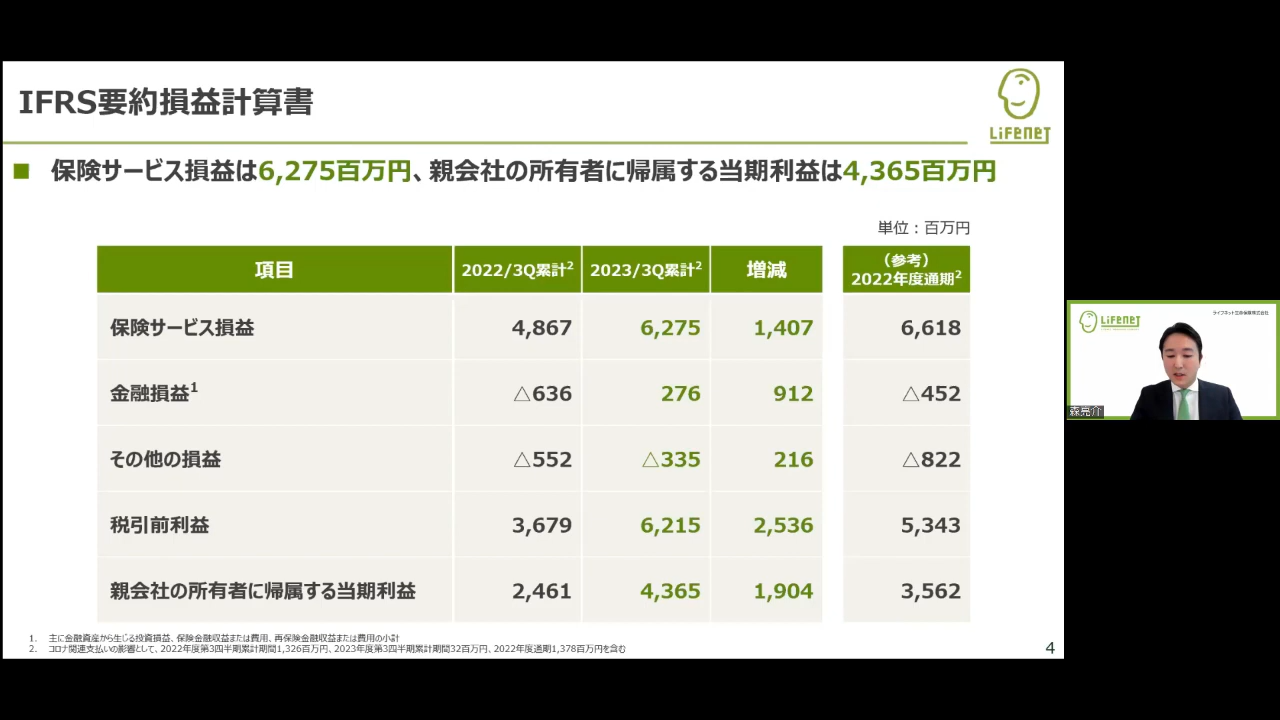 IFRS要約損益計算書
LIFENET
■ 保険サービス損益は6,275百万円、親会社の所有者に帰属する当期利益は4,365百万円
単位：百万円
項目 2022/3Q累計2 2023/3Q累計2 増減 （参考）2022年度通期2
保険サービス損益 4,867 6,275 1,407 6,618
金融損益1 △636 276 912 △452
その他の損益 △552 △335 216 △822
税引前利益 3,679 6,215 2,536 5,343
親会社の所有者に帰属する当期利益 2,461 4,365 1,904 3,562
1. 主に金融資産から生じる投資損益、保険金融収益または費用、再保険金融収益または費用の小計
2. コロナ関連支払いの影響として、2022年度第3四半期累計期間1,326百万円、2023年度第3四半期累計期間32百万円、2022年度通期1,378百万円を含む
4
LIFENET
ライフネット生命保険株式会社
森亮介